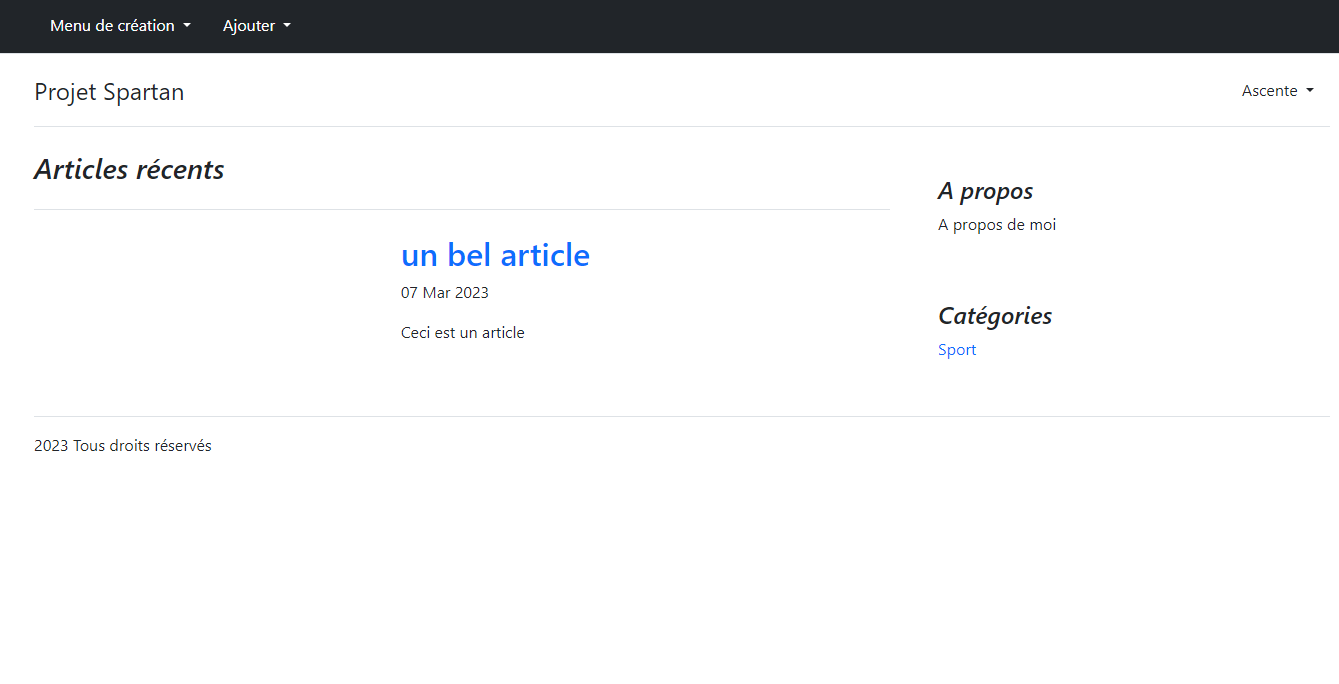 Menu de création Ajouter
Projet Spartan Ascente
Articles récents
un bel article
07 Mar 2023
Ceci est un article
A propos
A propos de moi
Catégories
Sport
2023 Tous droits réservés